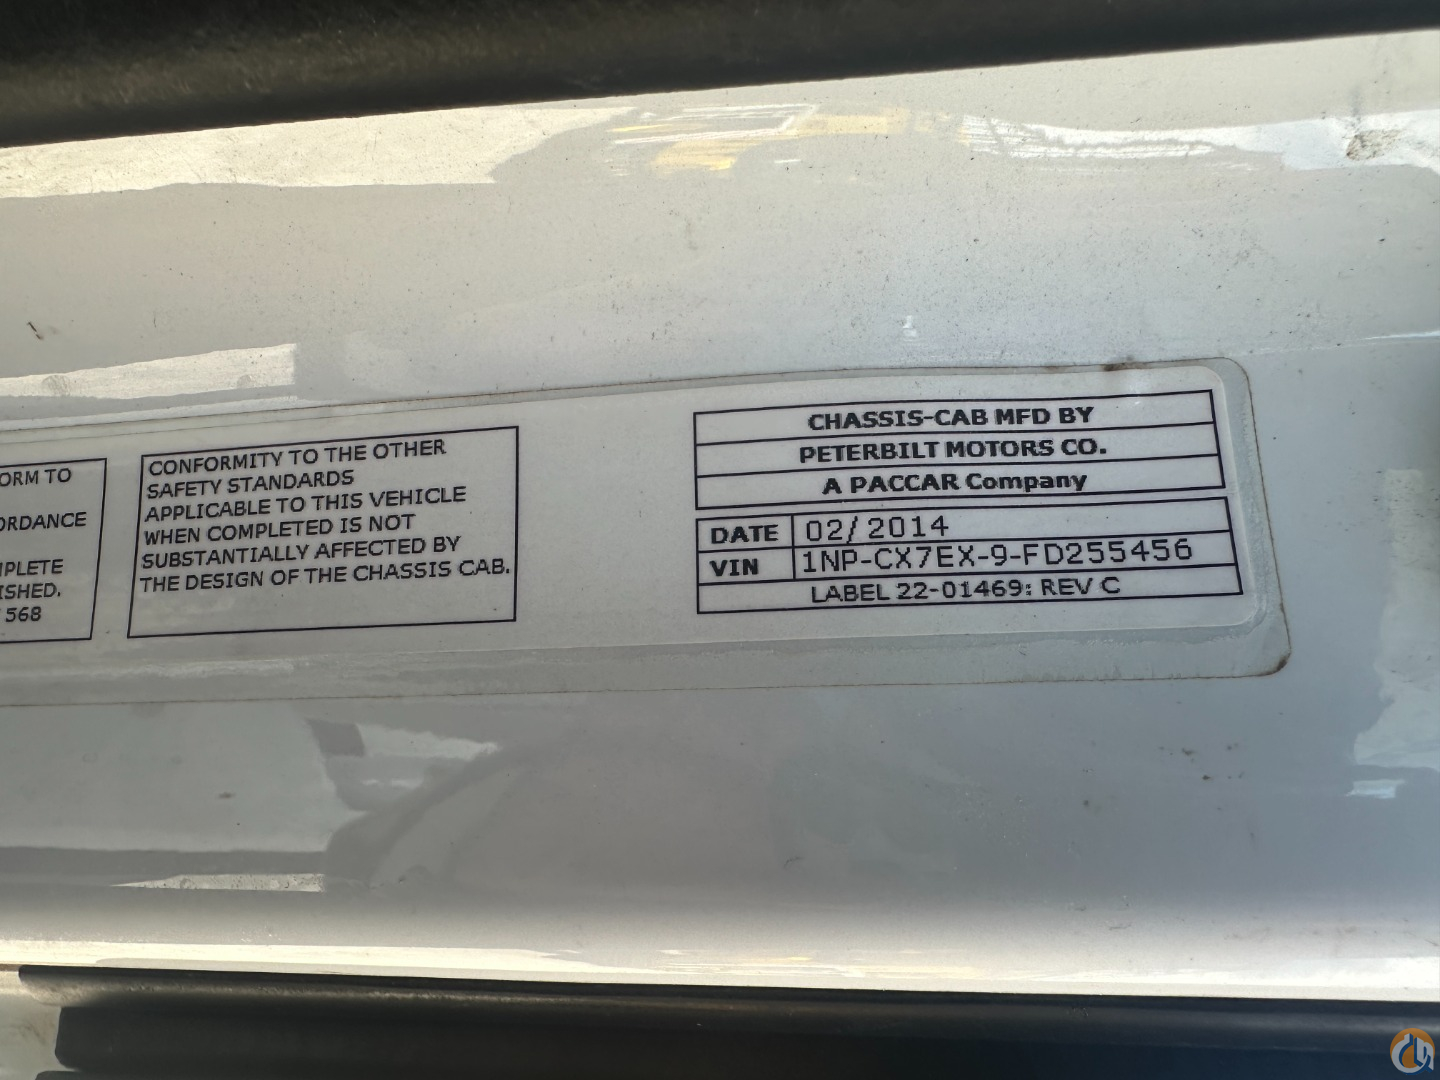 ORM TO
ORDANCE
PLETE
ISHED.
568
CONFORMITY TO THE OTHER
SAFETY STANDARDS
APPLICABLE TO THIS VEHICLE
WHEN COMPLETED IS NOT
SUBSTANTIALLY AFFECTED BY
THE DESIGN OF THE CHASSIS CAB.
CHASSIS-CAB MFD BY
PETERBILT MOTORS CO.
A PACCAR Company
DATE 02/2014
VIN 1NP-CX7EX-9-FD255456
LABEL 22-01469: REV C